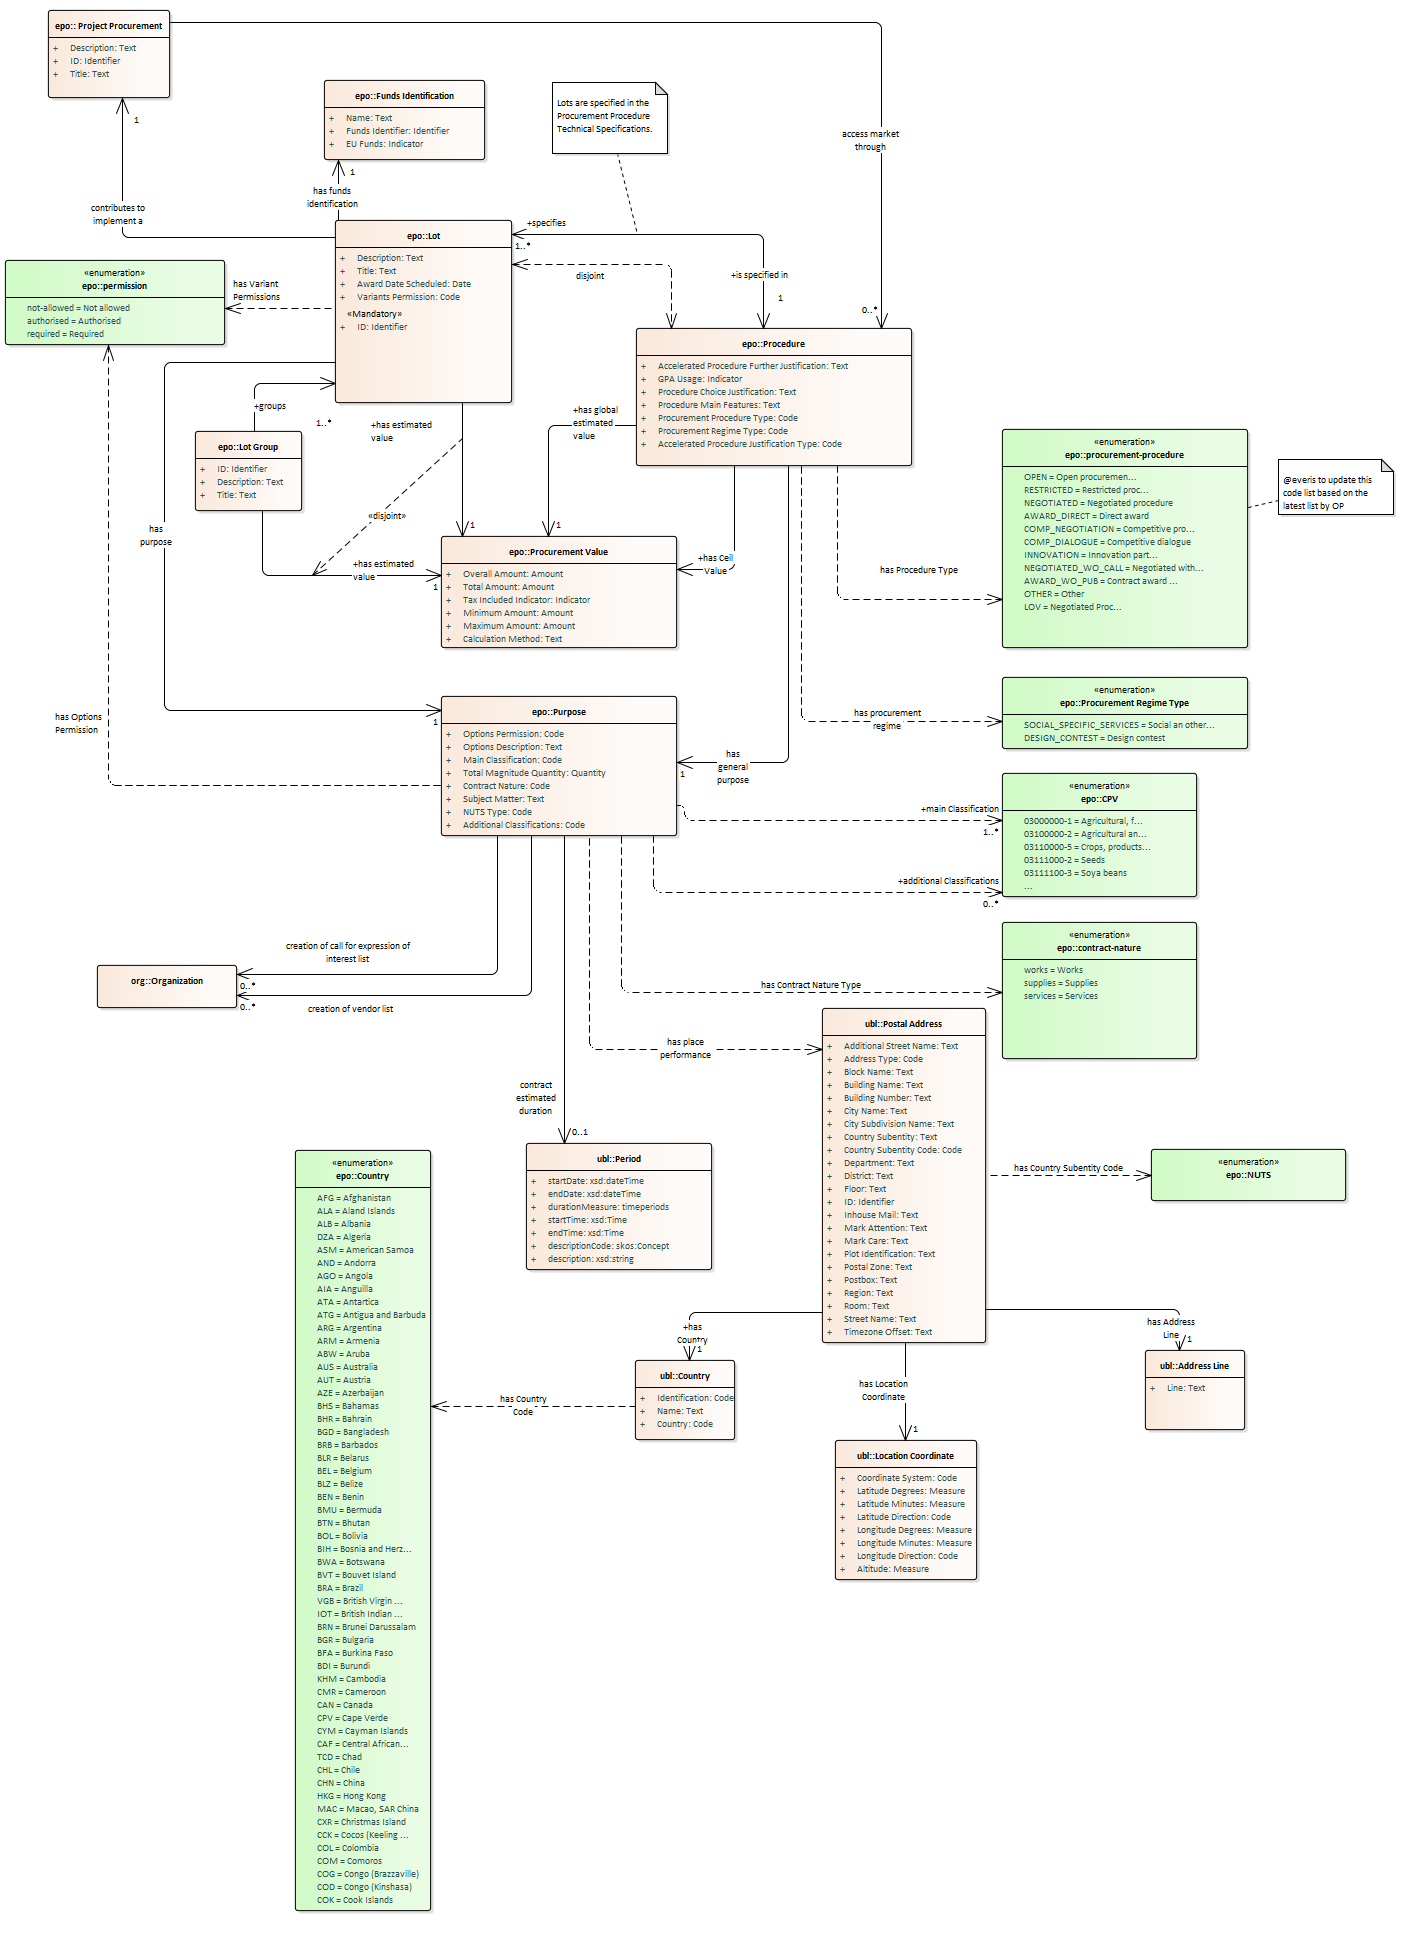 epo:: Project Procurement
+ Description: Text
+ ID: Identifier
+ Title: Text
1
contributes to
implement a
access market
through
0..*
epo::Funds Identification
+ Name: Text
+ Funds Identifier: Identifier
+ EU Funds: Indicator
1
has funds
identification
Lots are specified in the
Procurement Procedure
Technical Specifications.
epo::Lot
+ Description: Text
+ Title: Text
+ Award Date Scheduled: Date
+ Variants Permission: Code
«Mandatory»
+ ID: Identifier
+specifies
1..*
disjoint
+is specified in
1
«enumeration»
epo::permission
not-allowed = Not allowed
authorised = Authorised
required = Required
has Variant
Permissions
epo::Procedure
+ Accelerated Procedure Further Justification: Text
+ GPA Usage: Indicator
+ Procedure Choice Justification: Text
+ Procedure Main Features: Text
+ Procurement Procedure Type: Code
+ Procurement Regime Type: Code
+ Accelerated Procedure Justification Type: Code
+groups
1..*
epo::Lot Group
+ ID: Identifier
+ Description: Text
+ Title: Text
+has estimated
value
+has global
estimated
value
«disjoint»
has
purpose
1
1
+has estimated
value
1
+has Ceil
Value
epo::Procurement Value
+ Overall Amount: Amount
+ Total Amount: Amount
+ Tax Included Indicator: Indicator
+ Minimum Amount: Amount
+ Maximum Amount: Amount
+ Calculation Method: Text
«enumeration»
epo::procurement-procedure
OPEN = Open procuremen...
RESTRICTED = Restricted proc...
NEGOTIATED = Negotiated procedure
AWARD_DIRECT = Direct award
COMP_NEGOTIATION = Competitive pro...
COMP_DIALOGUE = Competitive dialogue
INNOVATION = Innovation part...
NEGOTIATED_WO_CALL = Negotiated with...
AWARD_WO_PUB = Contract award ...
OTHER = Other
LOV = Negotiated Proc...
@everis to update this
code list based on the
latest list by OP
has Procedure Type
«enumeration»
epo::Procurement Regime Type
SOCIAL_SPECIFIC_SERVICES = Social an other...
DESIGN_CONTEST = Design contest
has procurement
regime
has Options
Permission
1
epo::Purpose
+ Options Permission: Code
+ Options Description: Text
+ Main Classification: Code
+ Total Magnitude Quantity: Quantity
+ Contract Nature: Code
+ Subject Matter: Text
+ NUTS Type: Code
+ Additional Classifications: Code
has
general
purpose
1
«enumeration»
epo::CPV
03000000-1 = Agricultural, f...
03100000-2 = Agricultural an...
03110000-5 = Crops, products...
03111000-2 = Seeds
03111100-3 = Soya beans
...
+main Classification
1..*
+additional Classifications
0..*
«enumeration»
epo::contract-nature
works = Works
supplies = Supplies
services = Services
has Contract Nature Type
creation of call for expression of
interest list
0..*
org::Organization
0..*
creation of vendor list
has place
performance
contract
estimated
duration
0..1
ubl::Period
+ startDate: xsd:dateTime
+ endDate: xsd:dateTime
+ durationMeasure: timeperiods
+ startTime: xsd:Time
+ endTime: xsd:Time
+ descriptionCode: skos:Concept
+ description: xsd:string
ubl::Postal Address
+ Additional Street Name: Text
+ Address Type: Code
+ Block Name: Text
+ Building Name: Text
+ Building Number: Text
+ City Name: Text
+ City Subdivision Name: Text
+ Country Subentity: Text
+ Country Subentity Code: Code
+ Department: Text
+ District: Text
+ Floor: Text
+ ID: Identifier
+ Inhouse Mail: Text
+ Mark Attention: Text
+ Mark Care: Text
+ Plot Identification: Text
+ Postal Zone: Text
+ Postbox: Text
+ Region: Text
+ Room: Text
+ Street Name: Text
+ Timezone Offset: Text
has Country Subentity Code
«enumeration»
epo::NUTS
has Address
Line
1
ubl::Address Line
+ Line: Text
+has
Country
1
ubl::Country
+ Identification: Code
+ Name: Text
+ Country: Code
has Country
Code
has Location
Coordinate
1
ubl::Location Coordinate
+ Coordinate System: Code
+ Latitude Degrees: Measure
+ Latitude Minutes: Measure
+ Latitude Direction: Code
+ Longitude Degrees: Measure
+ Longitude Minutes: Measure
+ Longitude Direction: Code
+ Altitude: Measure
«enumeration»
epo::Country
AFG = Afghanistan
ALA = Aland Islands
ALB = Albania
DZA = Algeria
ASM = American Samoa
AND = Andorra
AGO = Angola
AIA = Anguilla
ATA = Antartica
ATG = Antigua and Barbuda
ARG = Argentina
ARM = Armenia
ABW = Aruba
AUS = Australia
AUT = Austria
AZE = Azerbaijan
BHS = Bahamas
BHR = Bahrain
BGD = Bangladesh
BRB = Barbados
BLR = Belarus
BEL = Belgium
BLZ = Belize
BEN = Benin
BMU = Bermuda
BTN = Bhutan
BOL = Bolivia
BIH = Bosnia and Herz...
BWA = Botswana
BVT = Bouvet Island
BRA = Brazil
VGB = British Virgin ...
IOT = British Indian ...
BRN = Brunei Darussalam
BGR = Bulgaria
BFA = Burkina Faso
BDI = Burundi
KHM = Cambodia
CMR = Cameroon
CAN = Canada
CPV = Cape Verde
CYM = Cayman Islands
CAF = Central African...
TCD = Chad
CHL = Chile
CHN = China
HKG = Hong Kong
MAC = Macao, SAR China
CXR = Christmas Island
CCK = Cocos (Keeling ...
COL = Colombia
COM = Comoros
COG = Congo (Brazzaville)
COD = Congo (Kinshasa)
COK = Cook Islands